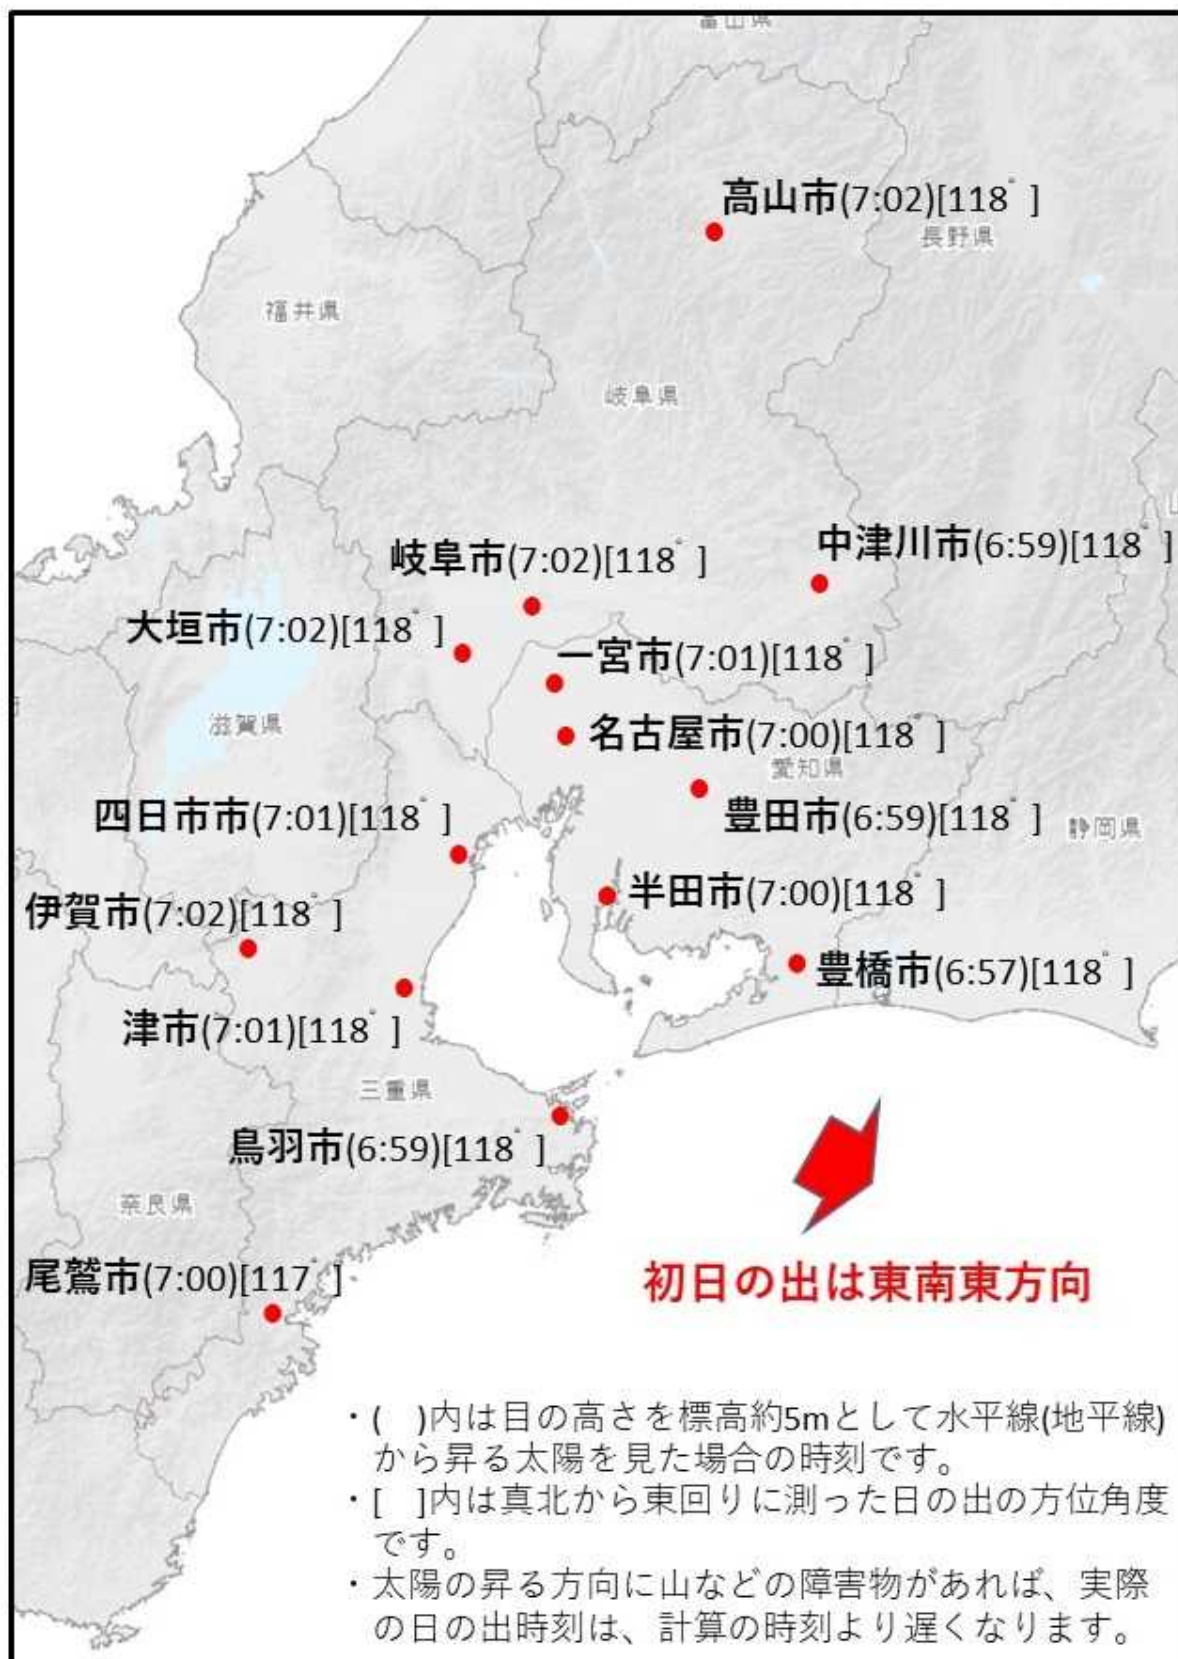 富山県
高山市(7:02)[118°]
長野県
福井県
岐阜県
中津川市(6:59)[118°]
岐阜市(7:02)[118°]
大垣市(7:02)[118°]
一宮市(7:01)[118°]
滋賀県
名古屋市(7:00)[118°]
愛知県
四日市市(7:01)[118°]
豊田市(6:59)[118°]
静岡県
伊賀市(7:02)[118°]
半田市(7:00)[118°]
豊橋市(6:57)[118°]
津市(7:01)[118°]
三重県
鳥羽市(6:59)[118°]
奈良県
尾鷲市(7:00)[117°]
初日の出は東南東方向
・(　)内は目の高さを標高約5mとして水平線(地平線)
から昇る太陽を見た場合の時刻です。
・[　]内は真北から東回りに測った日の出の方位角度
です。
・太陽の昇る方向に山などの障害物があれば、実際
の日の出時刻は、計算の時刻より遅くなります。